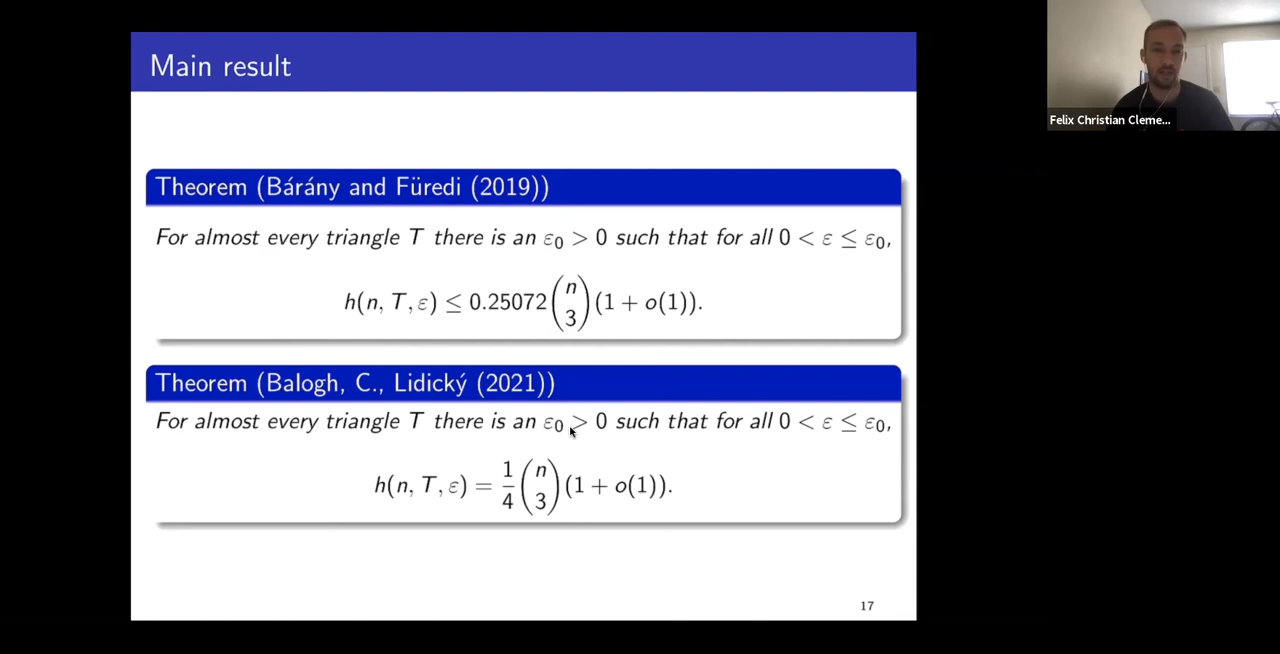 Main result
Felix Christian Cleme...
Theorem (Bárány and Füredi (2019))
For almost every triangle T there is an ε₀ > 0 such that for all 0 < ε ≤ ε₀,
h(n, T, ε) ≤ 0.25072 (n 3) (1 + o(1)).
Theorem (Balogh, C., Lidický (2021))
For almost every triangle T there is an ε₀ > 0 such that for all 0 < ε ≤ ε₀,
h(n, T, ε) = 1/4 (n 3) (1 + o(1)).
17